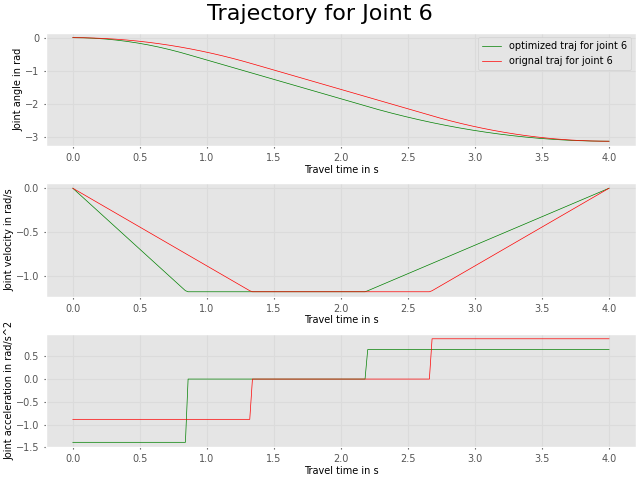 Trajectory for Joint 6
0
−1
−2
−3
Joint angle in rad
optimized traj for joint 6
orignal traj for joint 6
0.0 0.5 1.0 1.5 2.0 2.5 3.0 3.5 4.0
Travel time in s
0.0
−0.5
−1.0
Joint velocity in rad/s
0.0 0.5 1.0 1.5 2.0 2.5 3.0 3.5 4.0
Travel time in s
0.5
0.0
−0.5
−1.0
−1.5
Joint acceleration in rad/s^2
0.0 0.5 1.0 1.5 2.0 2.5 3.0 3.5 4.0
Travel time in s